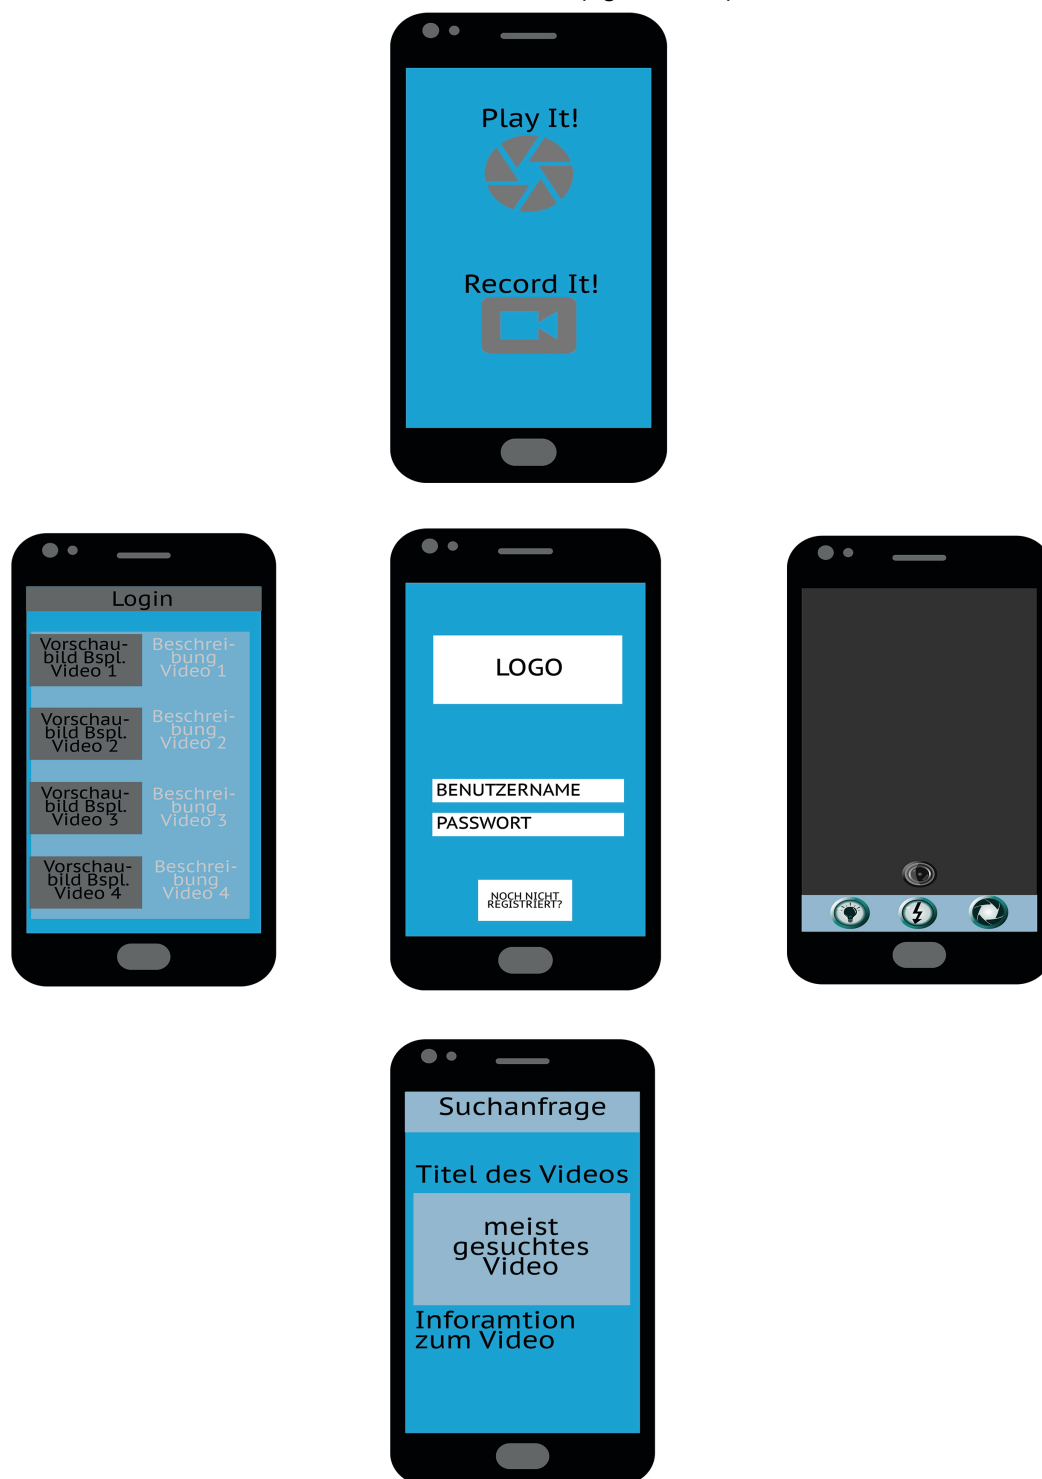 Play It!
Record It!
Login
Vorschau-
bild Bspl.
Video 1
Beschrei-
bung
Video 1
Vorschau-
bild Bspl.
Video 2
Beschrei-
bung
Video 2
Vorschau-
bild Bspl.
Video 3
Beschrei-
bung
Video 3
Vorschau-
bild Bspl.
Video 4
Beschrei-
bung
Video 4
LOGO
BENUTZERNAME
PASSWORT
NOCH NICHT
REGISTRIERT?
Suchanfrage
Titel des Videos
meist
gesuchtes
Video
Inforamtion
zum Video